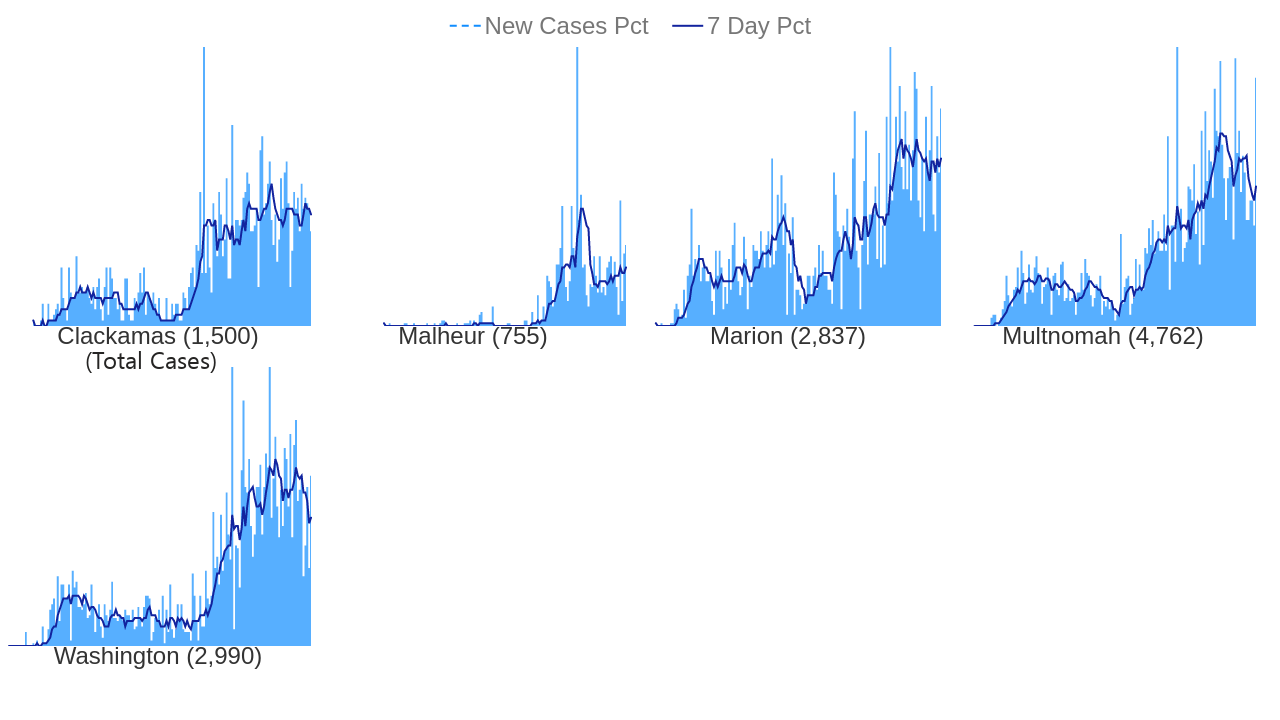 New Cases Pct 7 Day Pct
Clackamas (1,500)
(Total Cases)
Malheur (755)
Marion (2,837)
Multnomah (4,762)
Washington (2,990)